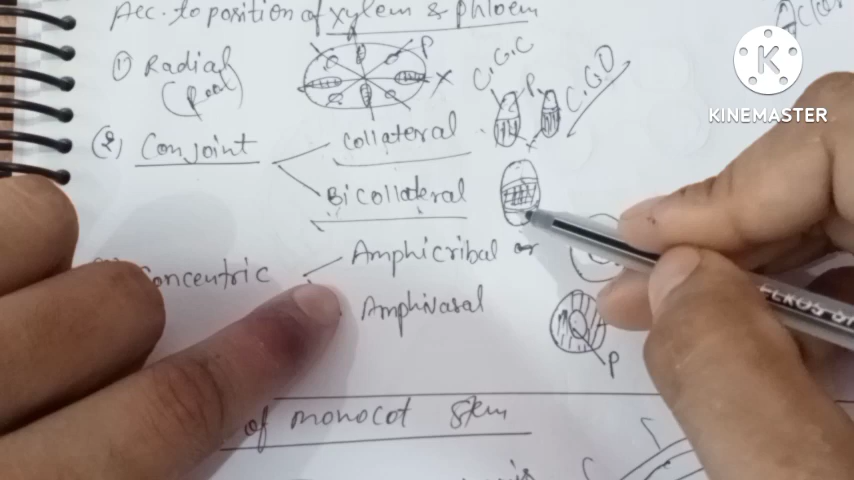 Acc. to position of xylem & phloem
(1) Radial
(Root)
P
X
C.G.C
P
C.G.O
X
(2) Conjoint
Collateral
Bicollateral
Concentric
Amphicribal or
Amphivasal
P
of monocot stem
K
KINEMASTER